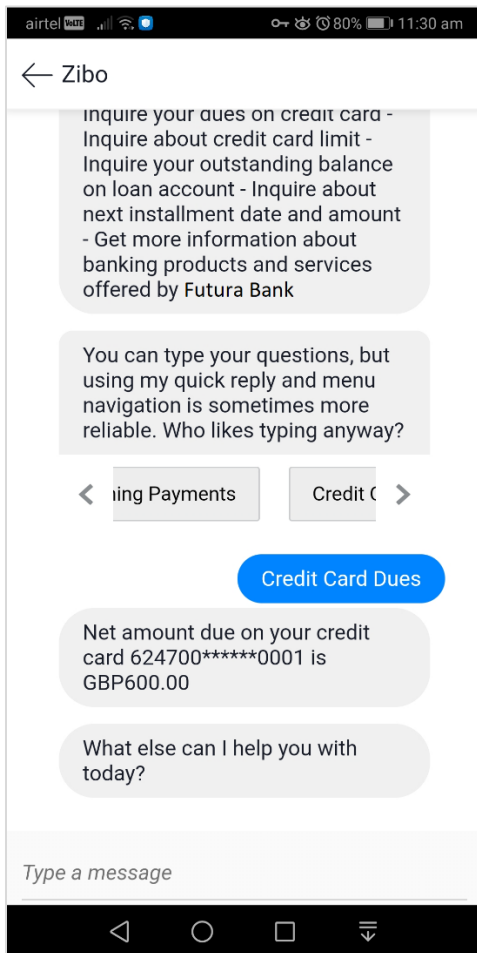 airtel VoLTE 80% 11:30 am
Zibo
Inquire your dues on credit card -
Inquire about credit card limit -
Inquire your outstanding balance
on loan account - Inquire about
next installment date and amount
- Get more information about
banking products and services
offered by Futura Bank
You can type your questions, but
using my quick reply and menu
navigation is sometimes more
reliable. Who likes typing anyway?
ning Payments Credit C
Credit Card Dues
Net amount due on your credit
card 624700******0001 is
GBP600.00
What else can I help you with
today?
Type a message